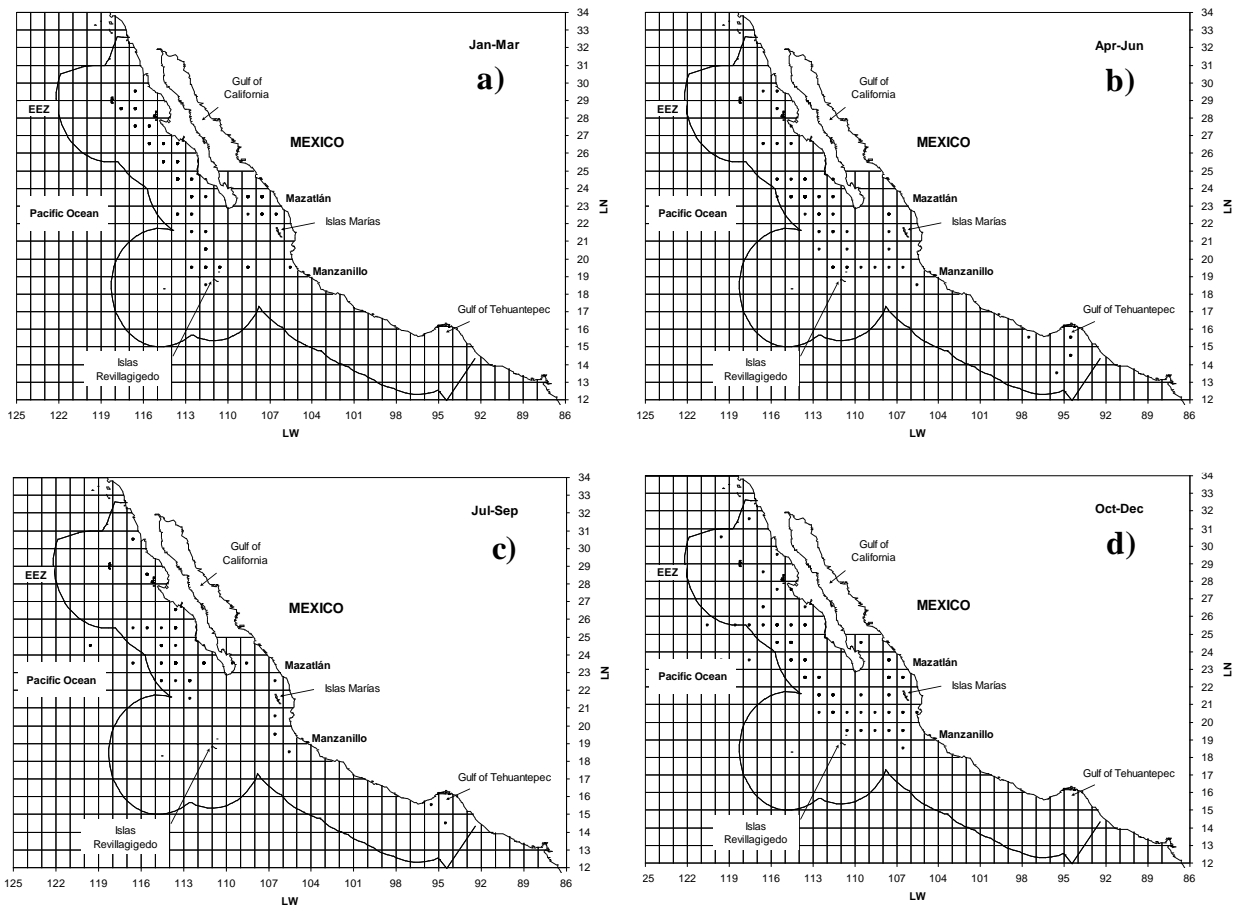 Jan-Mar
a)
Gulf of
California
EEZ
MEXICO
Mazatlán
Pacific Ocean
Islas Marías
Manzanillo
Gulf of Tehuantepec
Islas
Revillagigedo
34
33
32
31
30
29
28
27
26
25
24
23
22
21
20
19
18
17
16
15
14
13
12
LN
125 122 119 116 113 110 107 104 101 98 95 92 89 86
LW
Apr-Jun
b)
Gulf of
California
EEZ
MEXICO
Mazatlán
Pacific Ocean
Islas Marías
Manzanillo
Gulf of Tehuantepec
Islas
Revillagigedo
34
33
32
31
30
29
28
27
26
25
24
23
22
21
20
19
18
17
16
15
14
13
12
LN
125 122 119 116 113 110 107 104 101 98 95 92 89 86
LW
Jul-Sep
c)
Gulf of
California
EEZ
MEXICO
Mazatlán
Pacific Ocean
Islas Marías
Manzanillo
Gulf of Tehuantepec
Islas
Revillagigedo
34
33
32
31
30
29
28
27
26
25
24
23
22
21
20
19
18
17
16
15
14
13
12
LN
125 122 119 116 113 110 107 104 101 98 95 92 89 86
LW
Oct-Dec
d)
Gulf of
California
EEZ
MEXICO
Mazatlán
Pacific Ocean
Islas Marías
Manzanillo
Gulf of Tehuantepec
Islas
Revillagigedo
34
33
32
31
30
29
28
27
26
25
24
23
22
21
20
19
18
17
16
15
14
13
12
LN
25 122 119 116 113 110 107 104 101 98 95 92 89 86
LW